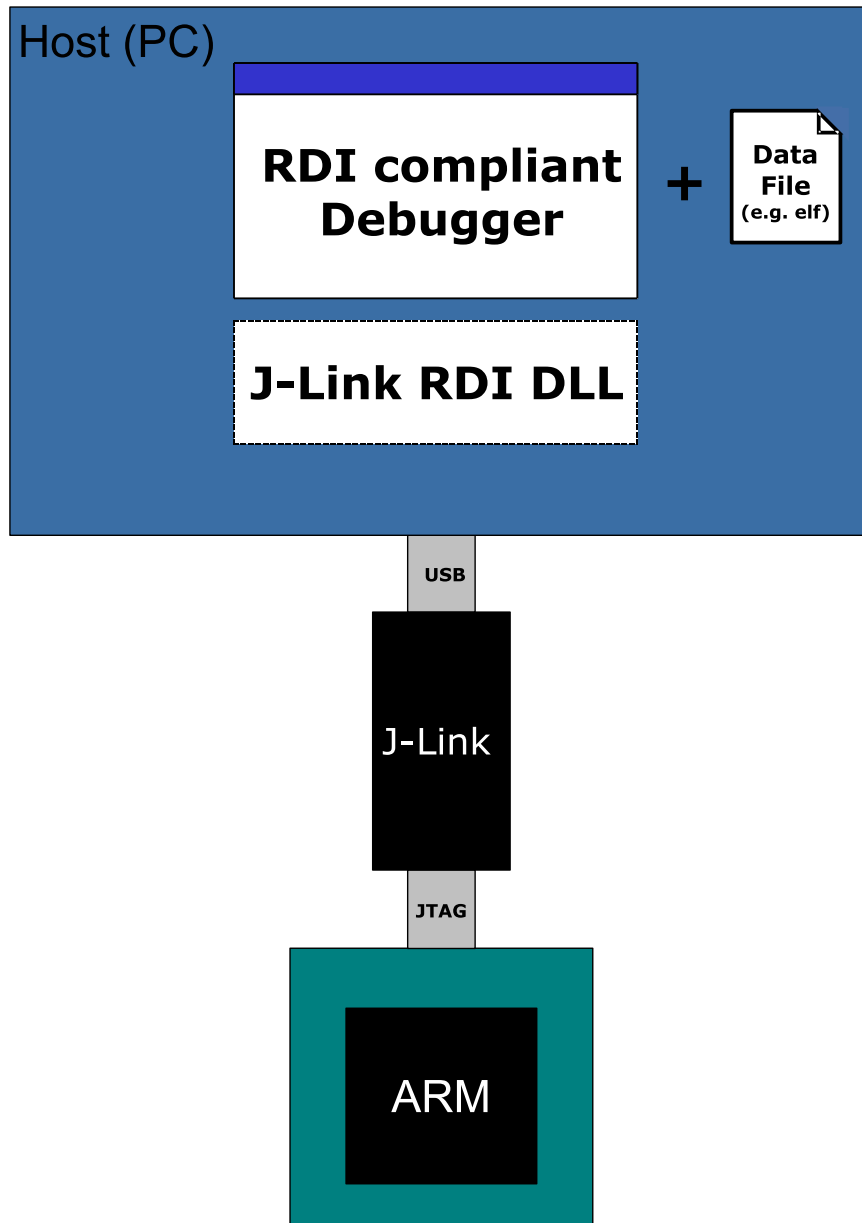 Host (PC)
RDI compliant
Debugger
+
Data
File
(e.g. elf)
J-Link RDI DLL
USB
J-Link
JTAG
ARM